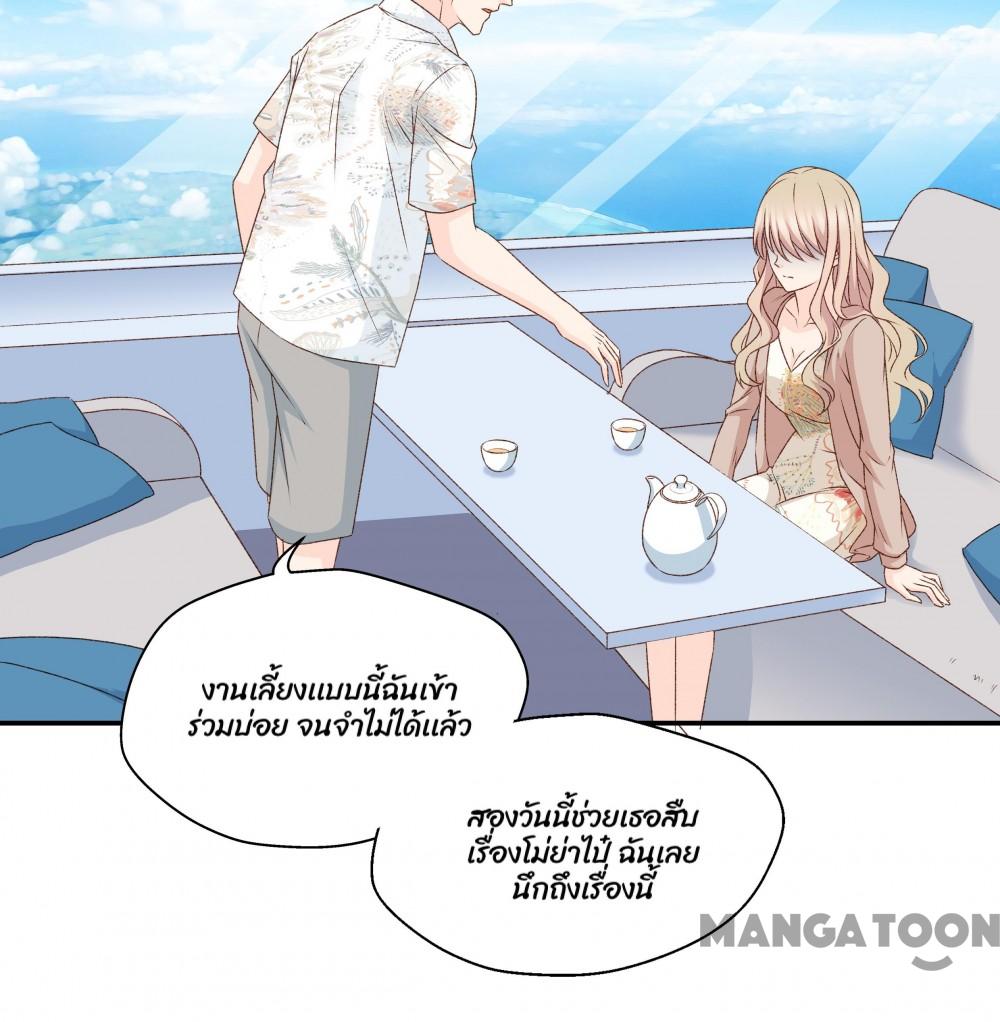 งานเลี้ยงแบบนี้ฉันเข้า
ร่วมบ่อย จนจำไม่ได้แล้ว
สองวันนี้ช่วยเธอสืบ
เรื่องโม่ย่าไป๋ ฉันเลย
นึกถึงเรื่องนี้
MANGATOON